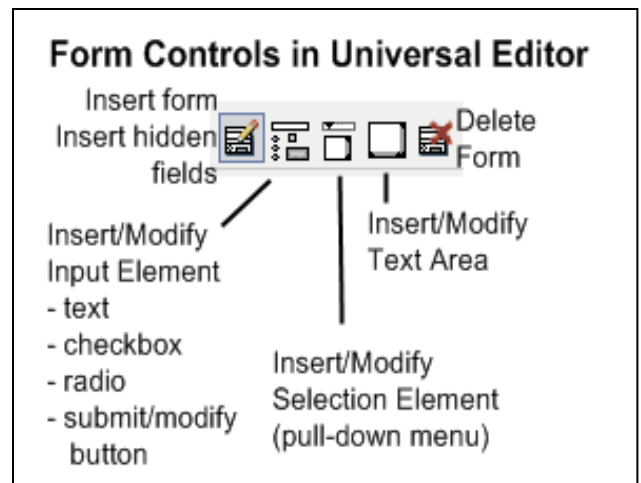 Form Controls in Universal Editor
Insert form
Insert hidden
fields
Delete
Form
Insert/Modify
Input Element
- text
- checkbox
- radio
- submit/modify
button
Insert/Modify
Selection Element
(pull-down menu)
Insert/Modify
Text Area